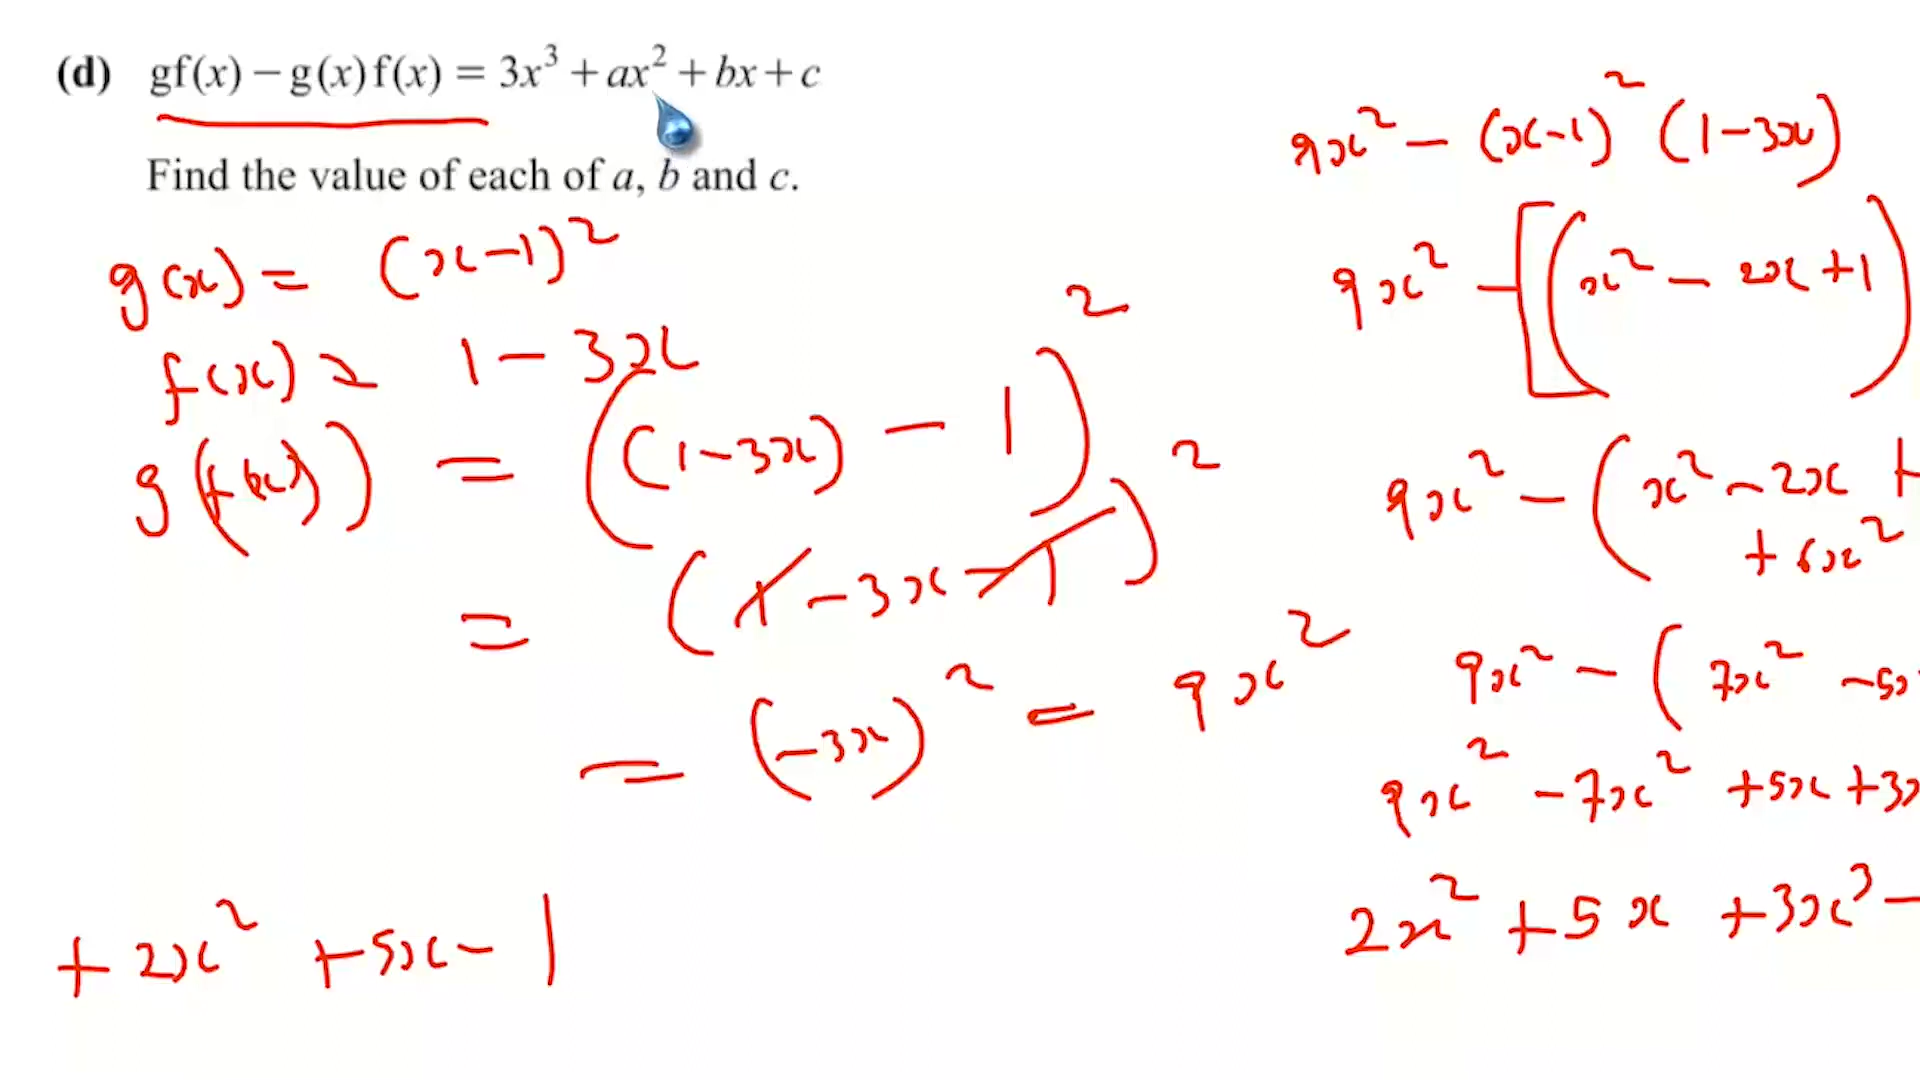 (d) gf(x) – g(x)f(x) = 3x³ + ax² + bx + c
Find the value of each of a, b and c.
g(x) = (x-1)²
f(x) = 1 - 3x
g(f(x)) = ((1-3x) - 1)²
= (1 - 3x - 1)²
= (-3x)² = 9x²
+ 2x² + 5x - 1
9x² - (x-1)² (1-3x)
9x² - [(x² - 2x + 1)
9x² - (x² - 2x +
+ 6x²
9x² - (7x² - 5x
9x² - 7x² + 5x + 3x
2x² + 5x + 3x³ -